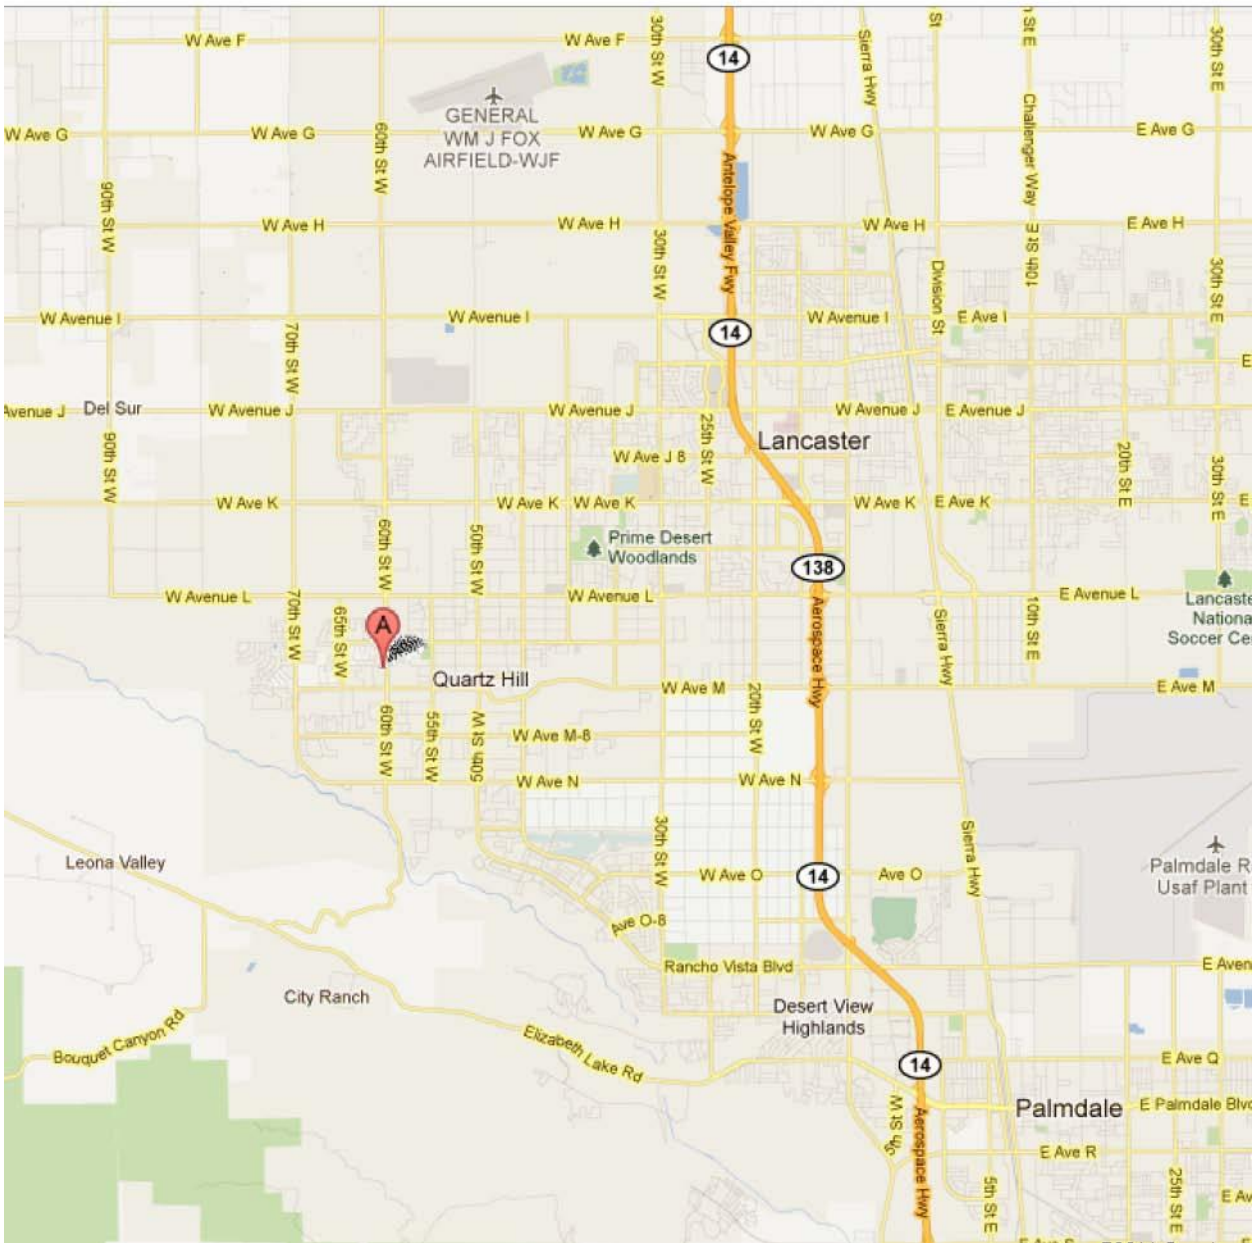 W Ave F
W Ave F
30th St W
14
Sierra Hwy
St
h St E
30th St E
GENERAL
WM J FOX
AIRFIELD-WJF
W Ave G
W Ave G
60th St W
W Ave G
W Ave G
E Ave G
Antelope Valley Fwy
Challenger Way
90th St W
W Ave H
W Ave H
30th St W
W Ave H
Division St
10th St E
E Ave H
30th St E
W Avenue I
W Avenue I
W Avenue I
E Ave I
70th St W
14
E
Avenue J
Del Sur
W Avenue J
W Avenue J
25th St W
W Avenue J
E Avenue J
Lancaster
90th St W
W Ave J 8
20th St E
30th St E
W Ave K
W Ave K
W Ave K
W Ave K
E Ave K
E
60th St W
50th St W
Prime Desert
Woodlands
138
W Avenue L
W Avenue L
E Avenue L
70th St W
65th St W
A
Aerospace Hwy
Sierra Hwy
10th St E
Lancaste
Nationa
Soccer Ce
Quartz Hill
W Ave M
E Ave M
60th St W
55th St W
50th St W
W Ave M-8
20th St W
W Ave N
W Ave N
30th St W
Sierra Hwy
Leona Valley
W Ave O
14
Ave O
Palmdale R
Usaf Plant
Ave O-8
Rancho Vista Blvd
E Aven
City Ranch
Desert View
Highlands
Bouquet Canyon Rd
Elizabeth Lake Rd
14
E Ave Q
Palmdale
E Palmdale Blvd
5th St W
Aerospace Hwy
E Ave R
5th St E
25th St E
E Av